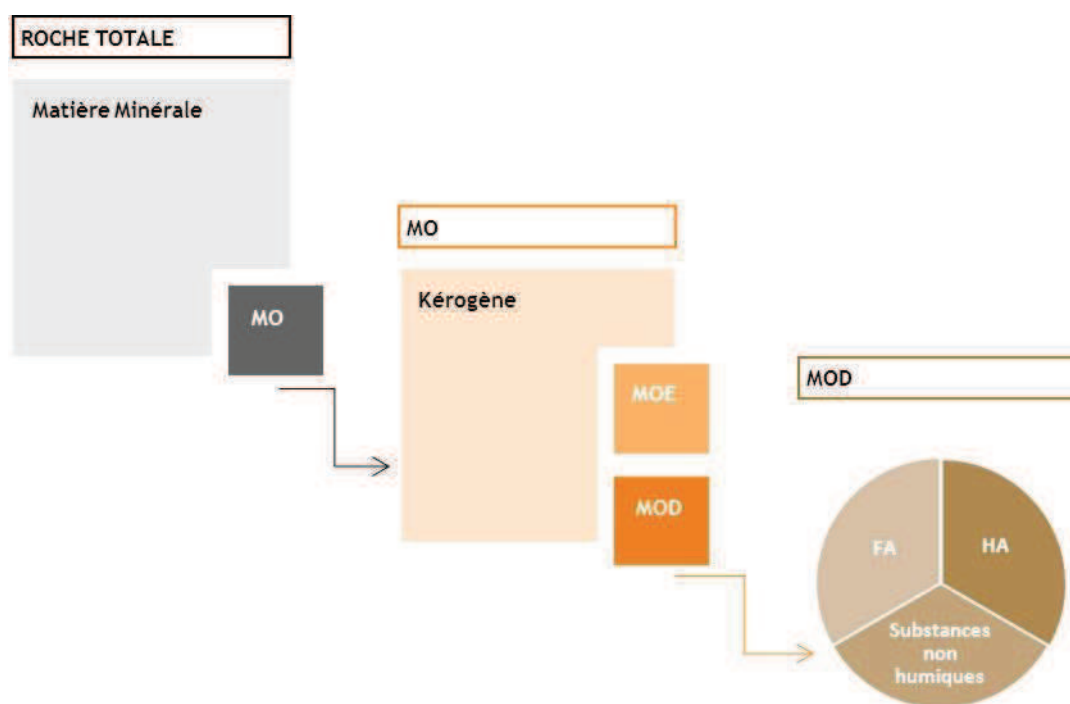 ROCHE TOTALE
Matière Minérale
MO
MO
Kérogène
MOE
MOD
MOD
FA
HA
Substances
non
humiques